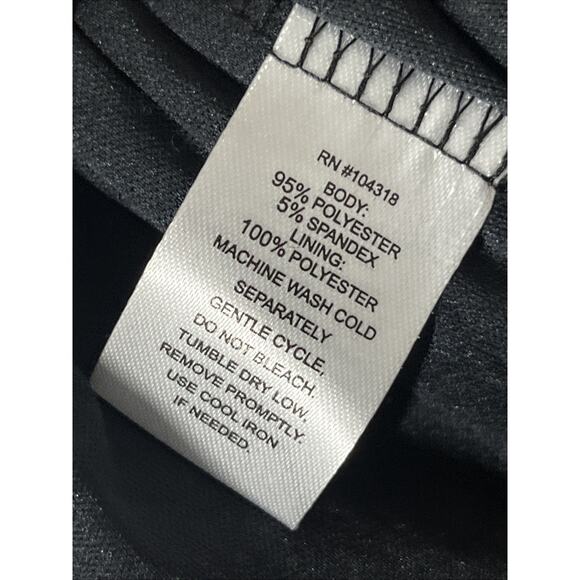 RN #104318
BODY:
95% POLYESTER
5% SPANDEX
LINING:
100% POLYESTER
MACHINE WASH COLD
SEPARATELY
GENTLE CYCLE,
DO NOT BLEACH.
TUMBLE DRY LOW,
REMOVE PROMPTLY.
USE COOL IRON
IF NEEDED.